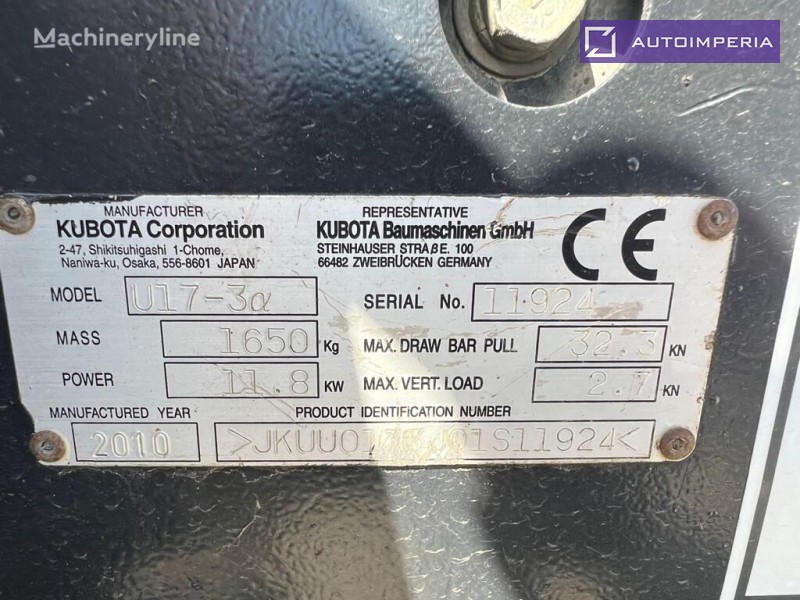 Machineryline
AUTOIMPERIA
MANUFACTURER
KUBOTA Corporation
2-47, Shikitsuhigashi 1-Chome,
Naniwa-ku, Osaka, 556-8601 JAPAN
REPRESENTATIVE
KUBOTA Baumaschinen GmbH
STEINHAUSER STRAßE. 100
66482 ZWEIBRÜCKEN GERMANY
CE
MODEL U17-3α
SERIAL No. 11924
MASS 1650 Kg
MAX. DRAW BAR PULL 32.3 KN
POWER 11.8 KW
MAX. VERT. LOAD 2.7 KN
MANUFACTURED YEAR
2010
PRODUCT IDENTIFICATION NUMBER